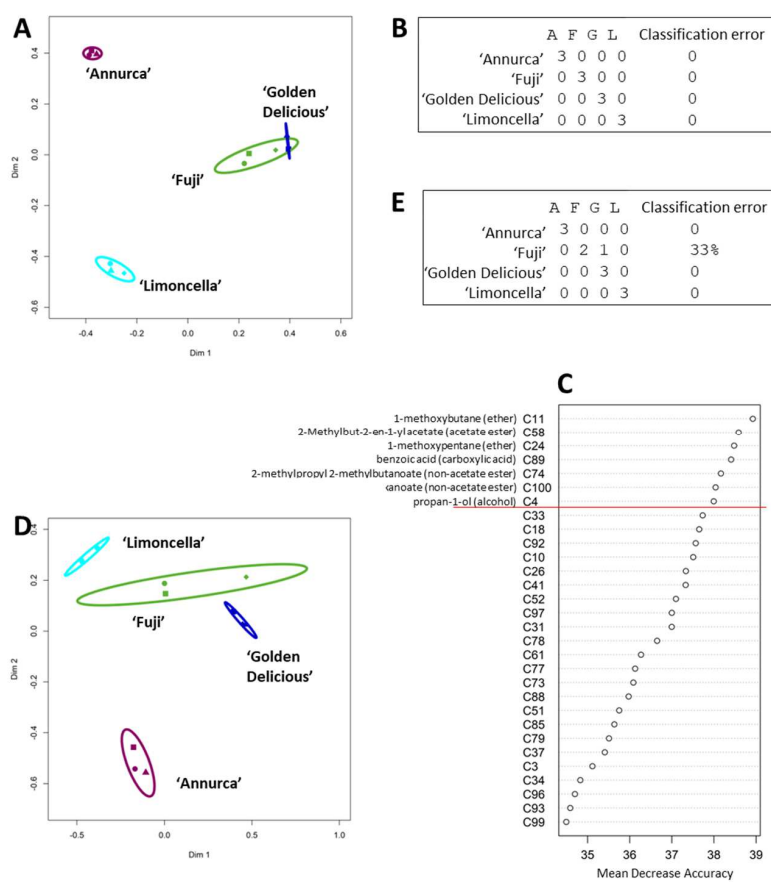 A
‘Annurca’
‘Golden
Delicious’
‘Fuji’
‘Limoncella’
Dim 2
0.4
0.2
0.0
-0.2
-0.4
-0.6
-0.4 -0.2 0.0 0.2 0.4 0.6
Dim 1
B
A F G L Classification error
‘Annurca’ 3 0 0 0 0
‘Fuji’ 0 3 0 0 0
‘Golden Delicious’ 0 0 3 0 0
‘Limoncella’ 0 0 0 3 0
E
A F G L Classification error
‘Annurca’ 3 0 0 0 0
‘Fuji’ 0 2 1 0 33%
‘Golden Delicious’ 0 0 3 0 0
‘Limoncella’ 0 0 0 3 0
C
1-methoxybutane (ether) C11
2-Methylbut-2-en-1-yl acetate (acetate ester) C58
1-methoxypentane (ether) C24
benzoic acid (carboxylic acid) C89
2-methylpropyl 2-methylbutanoate (non-acetate ester) C74
xanoate (non-acetate ester) C100
propan-1-ol (alcohol) C4
C33
C18
C92
C10
C26
C41
C52
C97
C31
C78
C61
C77
C73
C88
C51
C85
C79
C37
C3
C34
C96
C93
C99
35 36 37 38 39
Mean Decrease Accuracy
D
‘Limoncella’
‘Fuji’
‘Golden
Delicious’
‘Annurca’
Dim 2
0.4
0.2
0.0
-0.2
-0.4
-0.6
-0.5 0.0 0.5 1.0
Dim 1